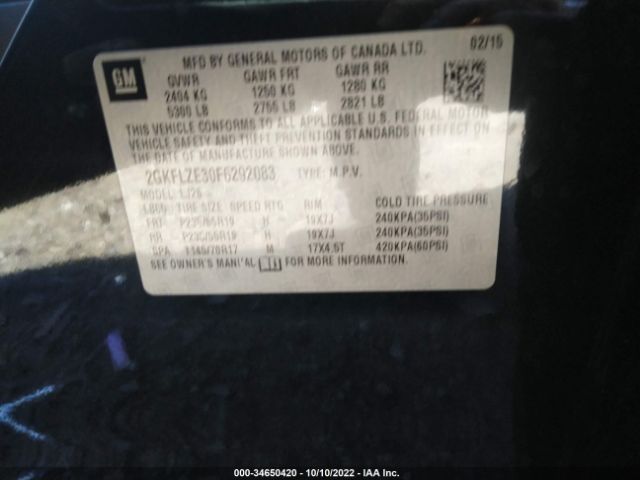 MFD BY GENERAL MOTORS OF CANADA LTD. 02/15
GM
GVWR GAWR FRT GAWR RR
2404 KG 1250 KG 1280 KG
5300 LB 2755 LB 2821 LB
THIS VEHICLE CONFORMS TO ALL APPLICABLE U.S. FEDERAL MOTOR
VEHICLE SAFETY AND THEFT PREVENTION STANDARDS IN EFFECT ON
THE DATE OF MANUFACTURE SHOWN ABOVE.
2GKFLZE30F6292083 TYPE: M.P.V.
MODEL:
TIRE SIZE SPEED RTG RIM COLD TIRE PRESSURE
FRT P235/55R19 H 19X7J 240KPA(35PSI)
RR P235/55R19 H 19X7J 240KPA(35PSI)
SPA T145/70R17 M 17X4.5T 420KPA(60PSI)
SEE OWNER'S MANUAL FOR MORE INFORMATION.
000-34650420 - 10/10/2022 - IAA Inc.